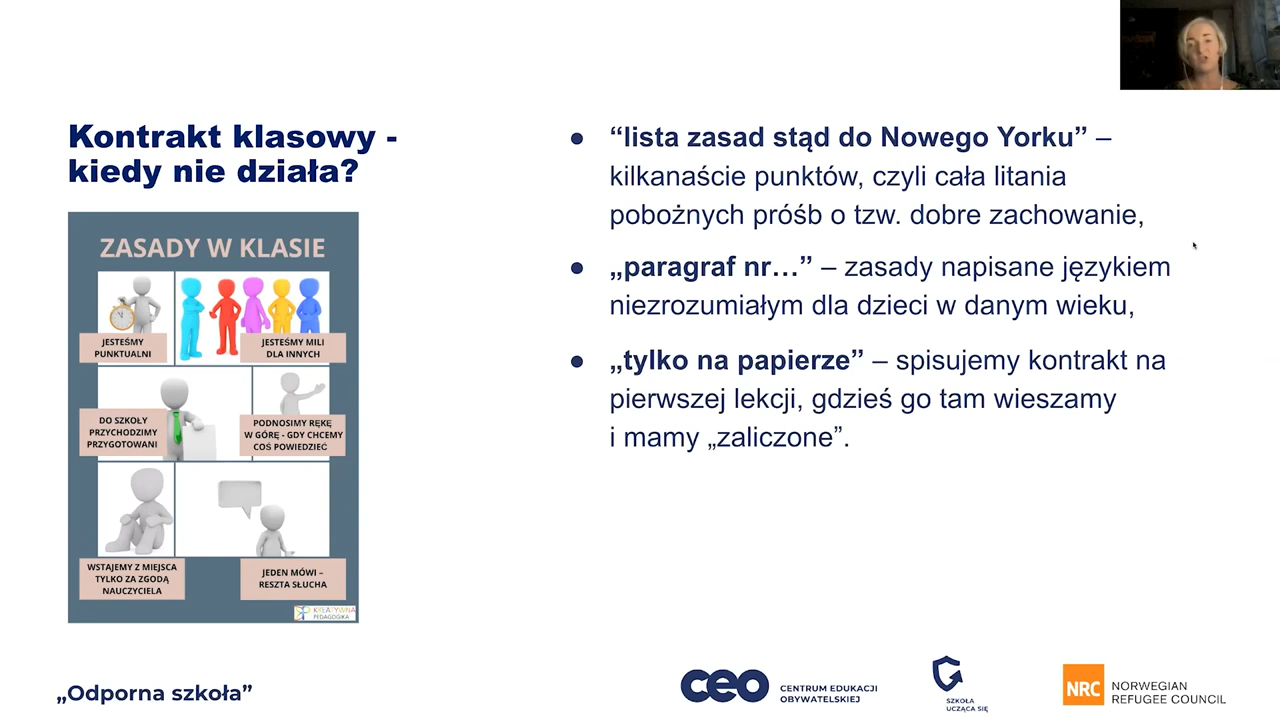 Kontrakt klasowy -
kiedy nie działa?
ZASADY W KLASIE
JESTEŚMY
PUNKTUALNI
JESTEŚMY MILI
DLA INNYCH
DO SZKOŁY
PRZYCHODZIMY
PRZYGOTOWANI
PODNOSIMY RĘKĘ
W GÓRĘ - GDY CHCEMY
COŚ POWIEDZIEĆ
WSTAJEMY Z MIEJSCA
TYLKO ZA ZGODĄ
NAUCZYCIELA
JEDEN MÓWI –
RESZTA SŁUCHA
KREATYWNA
PEDAGOGIKA
● “lista zasad stąd do Nowego Yorku” –
kilkanaście punktów, czyli cała litania
pobożnych próśb o tzw. dobre zachowanie,
● „paragraf nr…” – zasady napisane językiem
niezrozumiałym dla dzieci w danym wieku,
● „tylko na papierze” – spisujemy kontrakt na
pierwszej lekcji, gdzieś go tam wieszamy
i mamy „zaliczone”.
„Odporna szkoła”
ceo
CENTRUM EDUKACJI
OBYWATELSKIEJ
SZKOŁA
UCZĄCA SIĘ
NRC
NORWEGIAN
REFUGEE COUNCIL